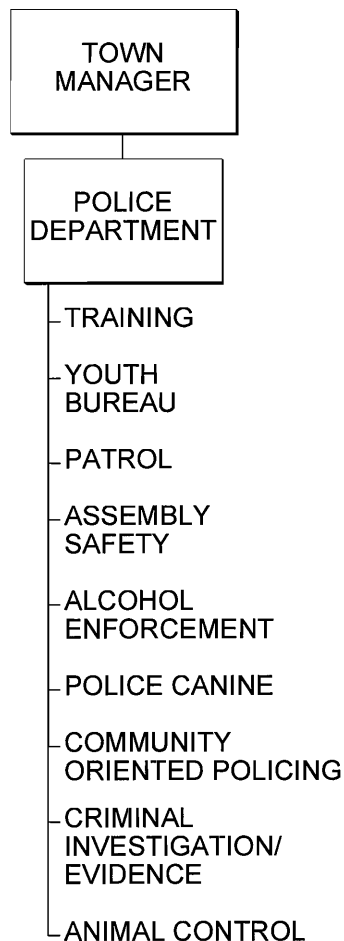 TOWN
MANAGER
POLICE
DEPARTMENT
TRAINING
YOUTH
BUREAU
PATROL
ASSEMBLY
SAFETY
ALCOHOL
ENFORCEMENT
POLICE CANINE
COMMUNITY
ORIENTED POLICING
CRIMINAL
INVESTIGATION/
EVIDENCE
ANIMAL CONTROL